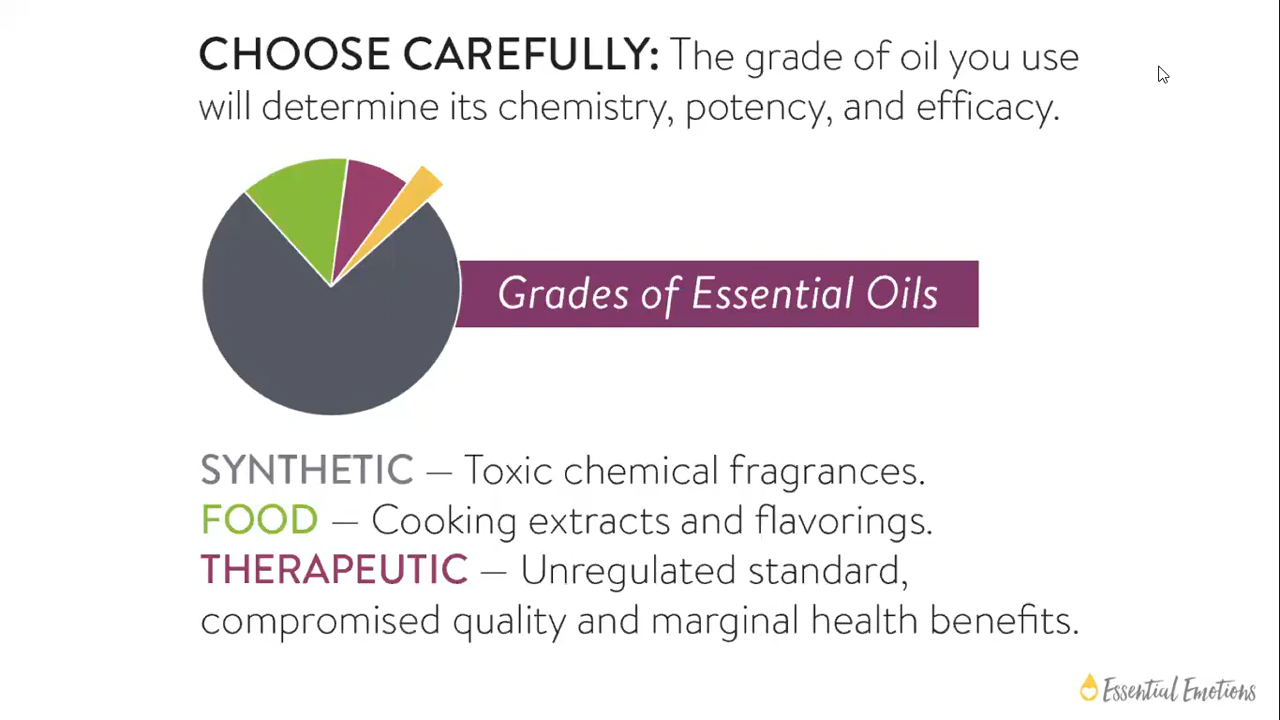 CHOOSE CAREFULLY: The grade of oil you use
will determine its chemistry, potency, and efficacy.
Grades of Essential Oils
SYNTHETIC – Toxic chemical fragrances.
FOOD – Cooking extracts and flavorings.
THERAPEUTIC – Unregulated standard,
compromised quality and marginal health benefits.
Essential Emotions